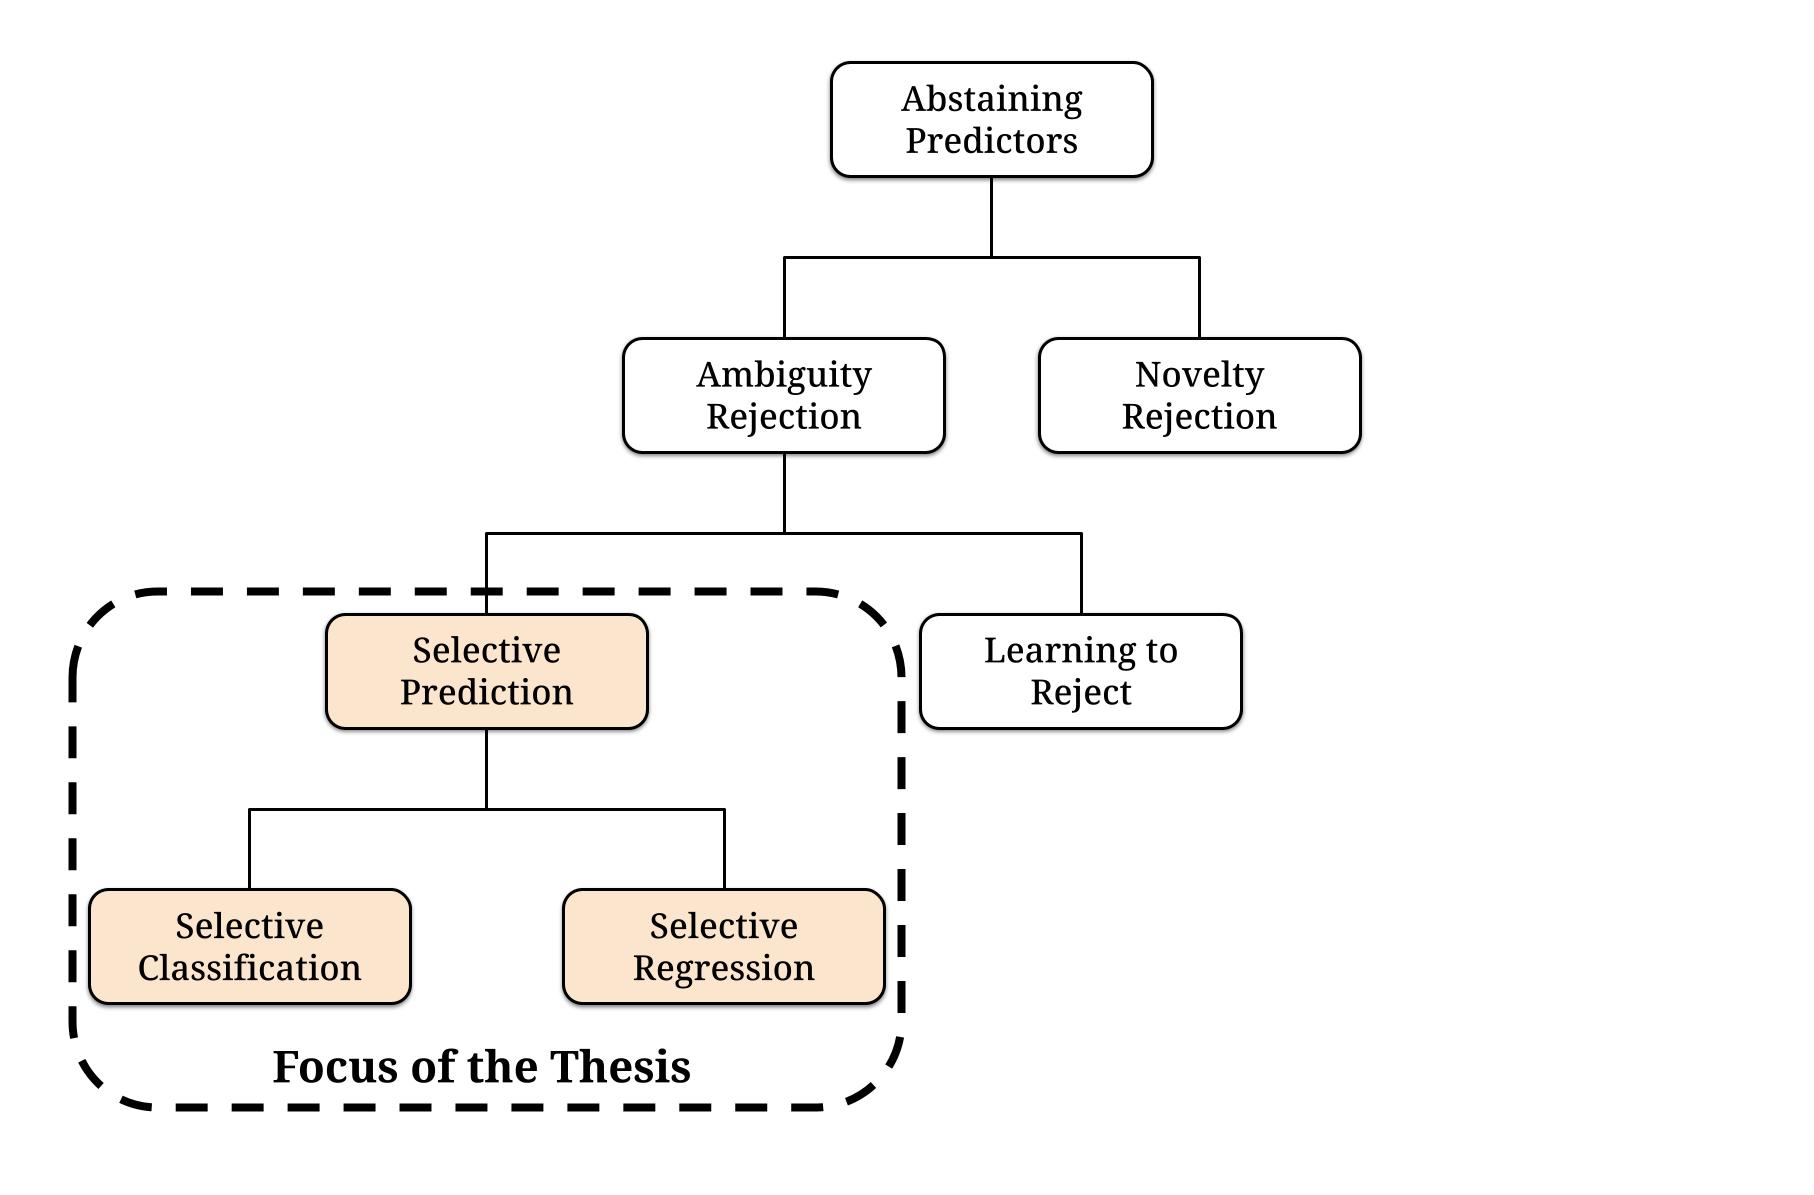 Abstaining
Predictors
Ambiguity
Rejection
Novelty
Rejection
Selective
Prediction
Learning to
Reject
Selective
Classification
Selective
Regression
Focus of the Thesis